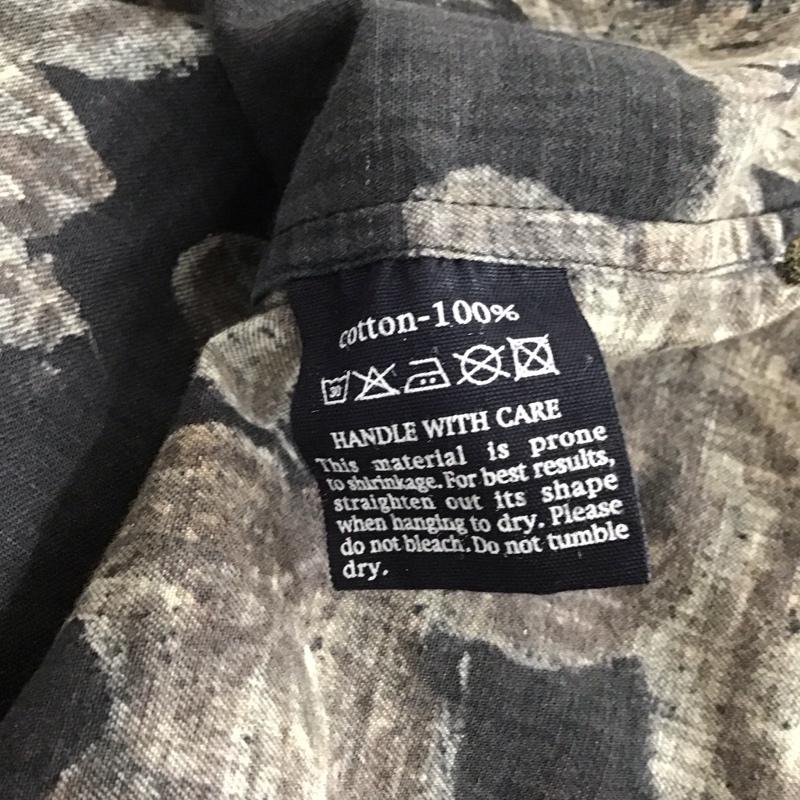 cotton-100%
30
HANDLE WITH CARE
This material is prone
to shirinkage. For best results,
straighten out its shape
when hanging to dry. Please
do not bleach. Do not tumble
dry.